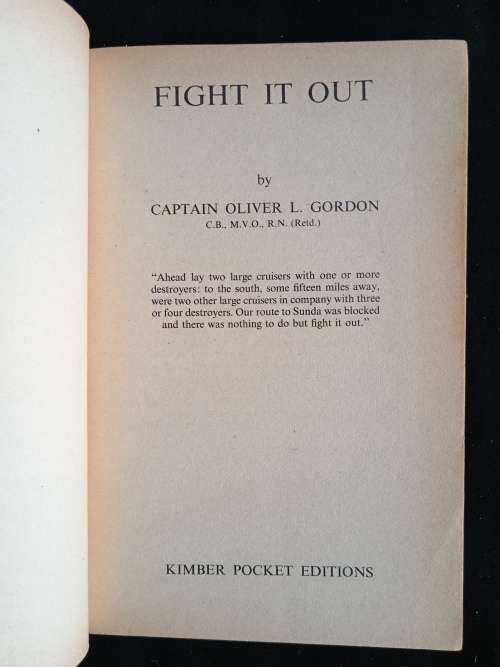 FIGHT IT OUT
by
CAPTAIN OLIVER L. GORDON
C.B., M.V.O., R.N. (Retd.)
“Ahead lay two large cruisers with one or more
destroyers: to the south, some fifteen miles away,
were two other large cruisers in company with three
or four destroyers. Our route to Sunda was blocked
and there was nothing to do but fight it out.”
KIMBER POCKET EDITIONS